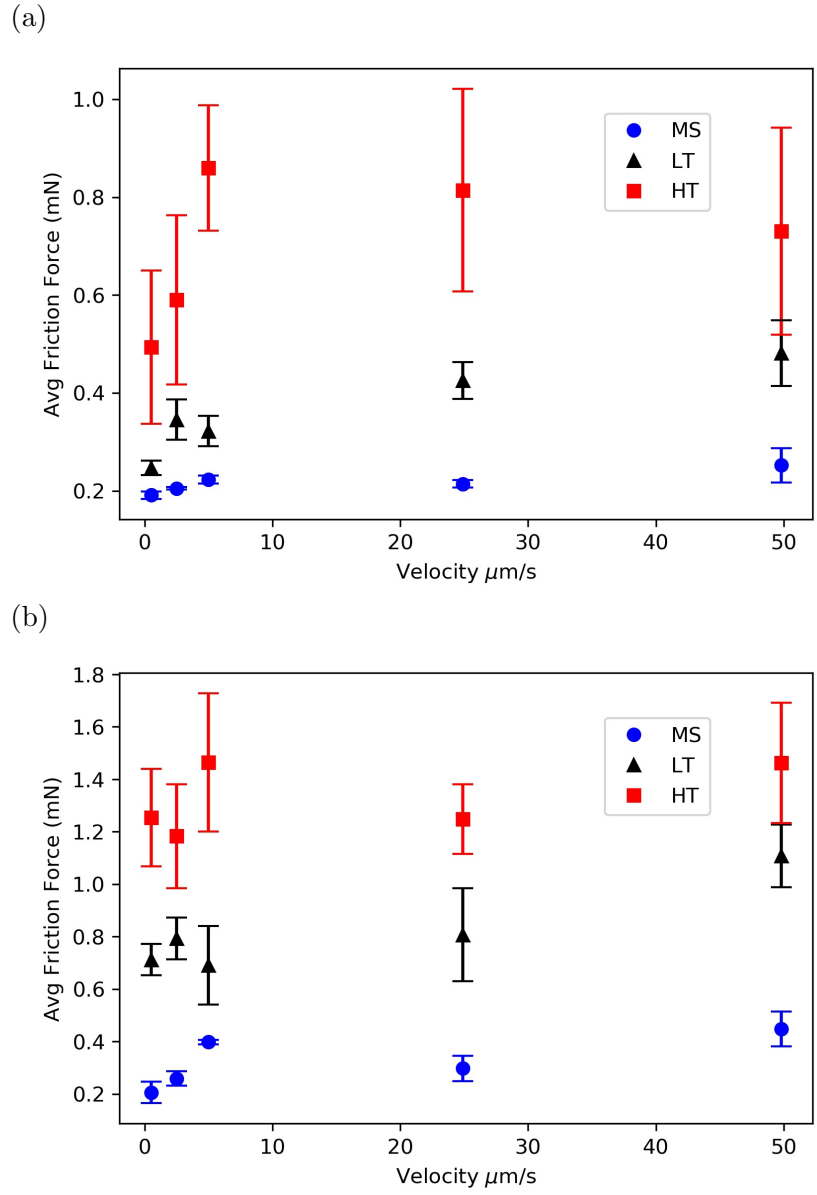 (a)
Avg Friction Force (mN)
1.0
0.8
0.6
0.4
0.2
MS
LT
HT
0 10 20 30 40 50
Velocity μm/s
(b)
Avg Friction Force (mN)
1.8
1.6
1.4
1.2
1.0
0.8
0.6
0.4
0.2
MS
LT
HT
0 10 20 30 40 50
Velocity μm/s